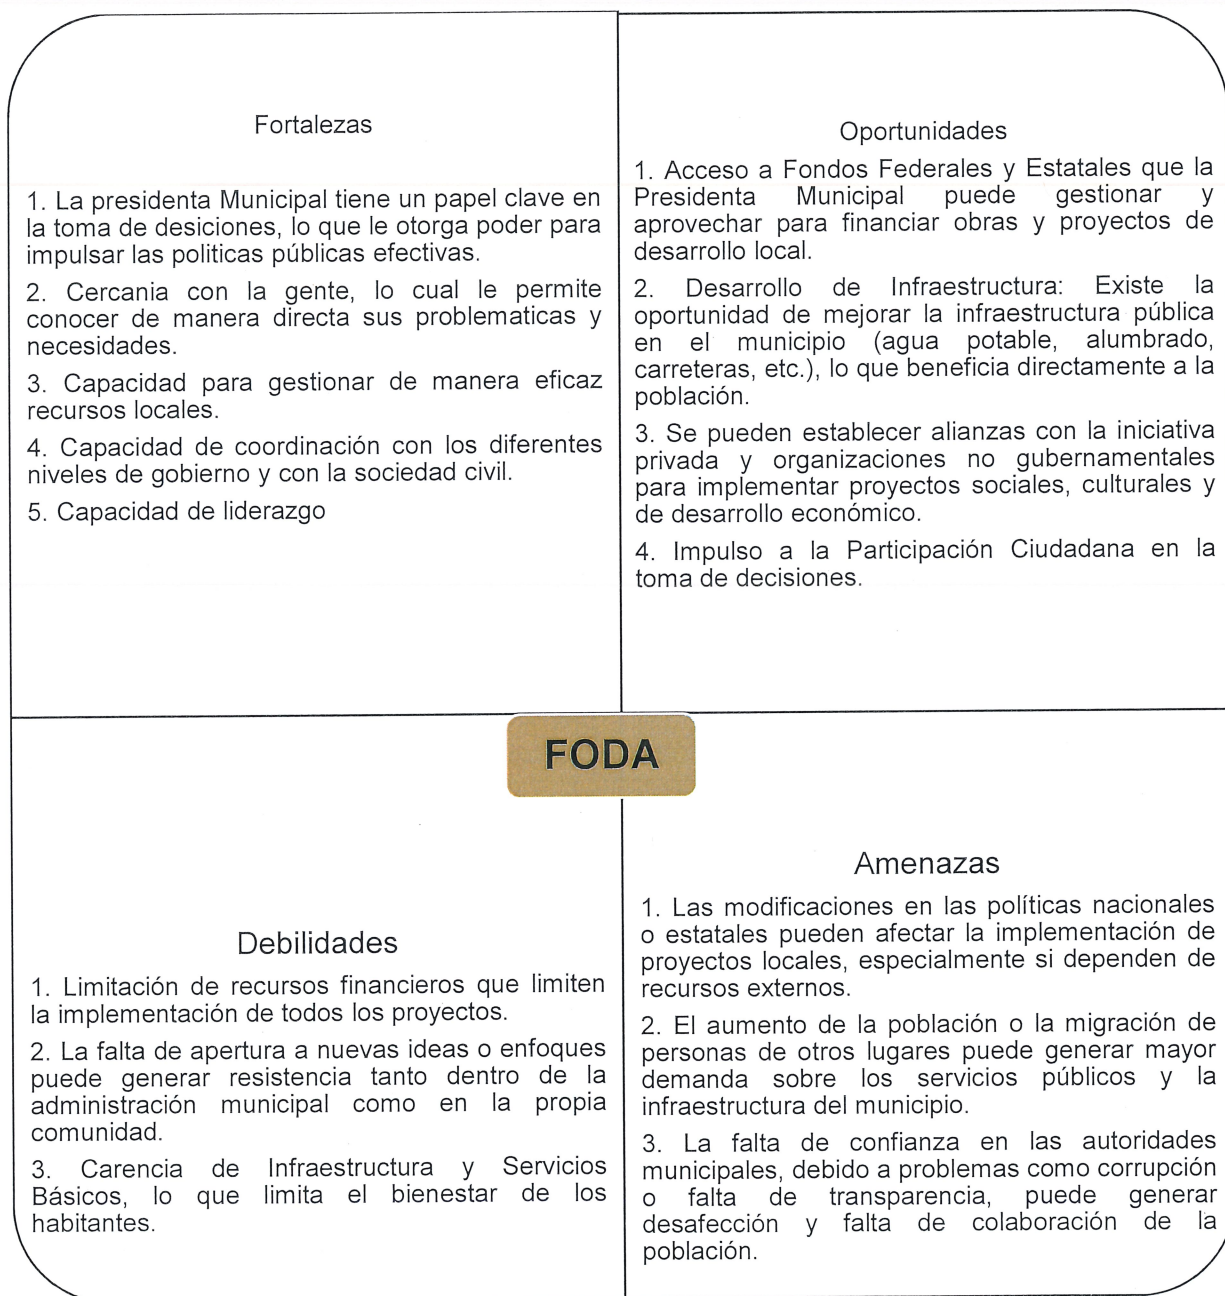 Fortalezas
1. La presidenta Municipal tiene un papel clave en
la toma de desiciones, lo que le otorga poder para
impulsar las politicas públicas efectivas.
2. Cercania con la gente, lo cual le permite
conocer de manera directa sus problematicas y
necesidades.
3. Capacidad para gestionar de manera eficaz
recursos locales.
4. Capacidad de coordinación con los diferentes
niveles de gobierno y con la sociedad civil.
5. Capacidad de liderazgo
Oportunidades
1. Acceso a Fondos Federales y Estatales que la
Presidenta Municipal puede gestionar y
aprovechar para financiar obras y proyectos de
desarrollo local.
2. Desarrollo de Infraestructura: Existe la
oportunidad de mejorar la infraestructura pública
en el municipio (agua potable, alumbrado,
carreteras, etc.), lo que beneficia directamente a la
población.
3. Se pueden establecer alianzas con la iniciativa
privada y organizaciones no gubernamentales
para implementar proyectos sociales, culturales y
de desarrollo económico.
4. Impulso a la Participación Ciudadana en la
toma de decisiones.
FODA
Debilidades
1. Limitación de recursos financieros que limiten
la implementación de todos los proyectos.
2. La falta de apertura a nuevas ideas o enfoques
puede generar resistencia tanto dentro de la
administración municipal como en la propia
comunidad.
3. Carencia de Infraestructura y Servicios
Básicos, lo que limita el bienestar de los
habitantes.
Amenazas
1. Las modificaciones en las políticas nacionales
o estatales pueden afectar la implementación de
proyectos locales, especialmente si dependen de
recursos externos.
2. El aumento de la población o la migración de
personas de otros lugares puede generar mayor
demanda sobre los servicios públicos y la
infraestructura del municipio.
3. La falta de confianza en las autoridades
municipales, debido a problemas como corrupción
o falta de transparencia, puede generar
desafección y falta de colaboración de la
población.